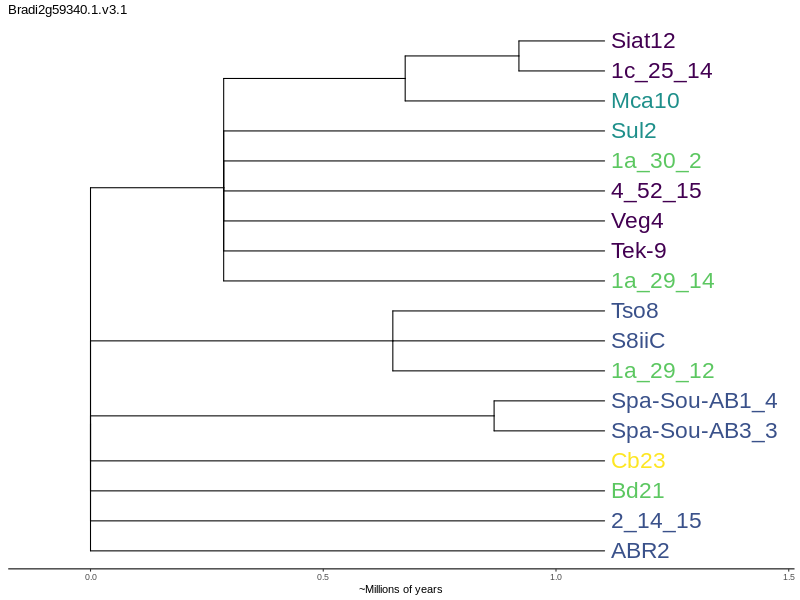 Bradi2g59340.1.v3.1
Siat12
1c_25_14
Mca10
Sul2
1a_30_2
4_52_15
Veg4
Tek-9
1a_29_14
Tso8
S8iiC
1a_29_12
Spa-Sou-AB1_4
Spa-Sou-AB3_3
Cb23
Bd21
2_14_15
ABR2
0.0 0.5 1.0 1.5
~Millions of years